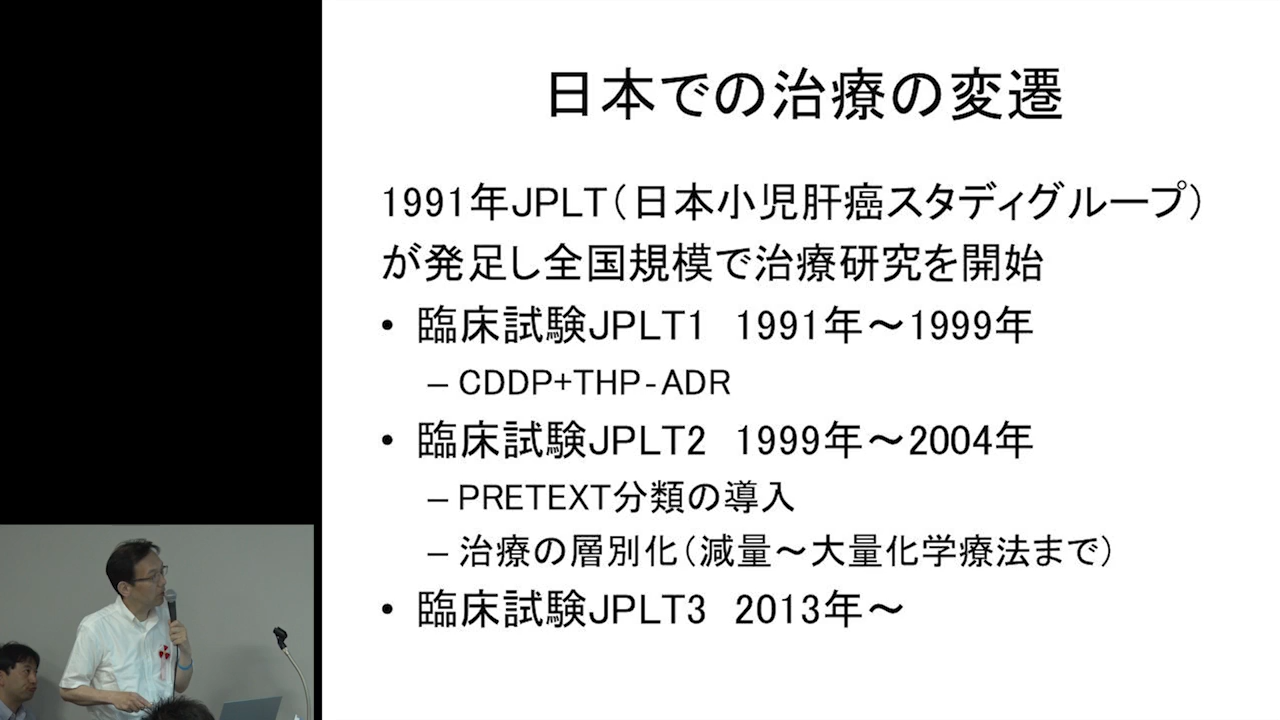 日本での治療の変遷
1991年JPLT(日本小児肝癌スタディグループ)
が発足し全国規模で治療研究を開始
• 臨床試験JPLT1 1991年～1999年
– CDDP+THP-ADR
• 臨床試験JPLT2 1999年～2004年
– PRETEXT分類の導入
– 治療の層別化(減量～大量化学療法まで)
• 臨床試験JPLT3 2013年～